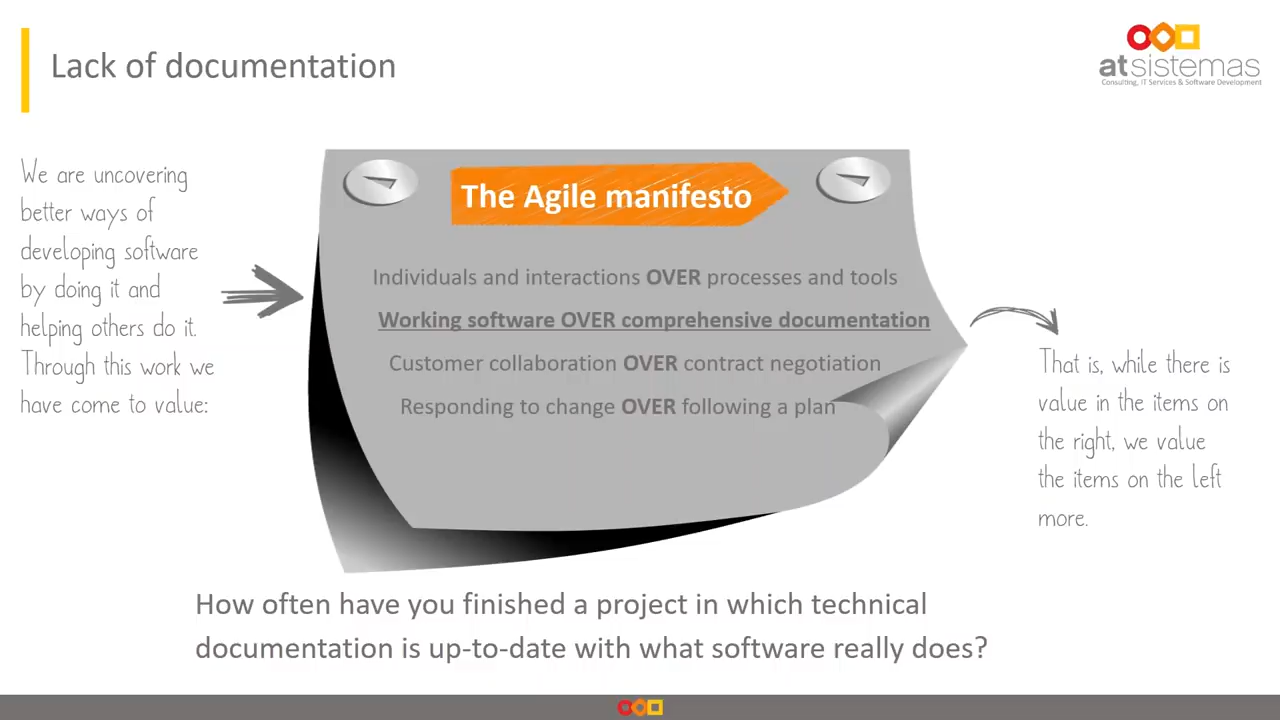 Lack of documentation
atsistemas
Consulting, IT Services & Software Development
We are uncovering
better ways of
developing software
by doing it and
helping others do it.
Through this work we
have come to value:
The Agile manifesto
Individuals and interactions OVER processes and tools
Working software OVER comprehensive documentation
Customer collaboration OVER contract negotiation
Responding to change OVER following a plan
That is, while there is
value in the items on
the right, we value
the items on the left
more.
How often have you finished a project in which technical
documentation is up-to-date with what software really does?